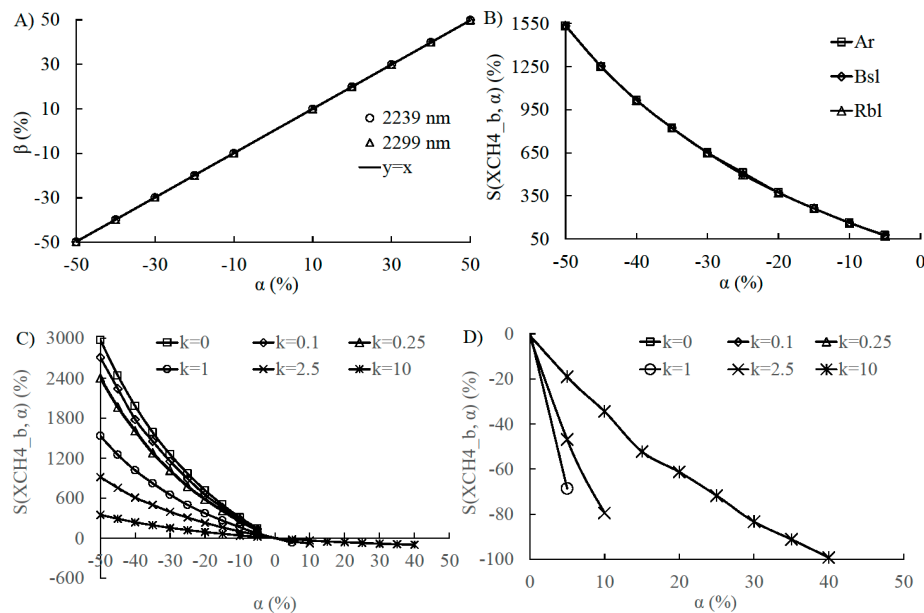 A)
50
30
10
-10
-30
-50
β (%)
-50 -30 -10 10 30 50
α (%)
2239 nm
2299 nm
y=x
B)
1550
1250
950
650
350
50
S(XCH4_b, α) (%)
-50 -40 -30 -20 -10 0
α (%)
Ar
Bsl
Rbl
C)
3000
2400
1800
1200
600
0
-600
S(XCH4_b, α) (%)
k=0 k=0.1 k=0.25
k=1 k=2.5 k=10
-50 -40 -30 -20 -10 0 10 20 30 40 50
α (%)
D)
0
-20
-40
-60
-80
-100
S(XCH4_b, α) (%)
k=0 k=0.1 k=0.25
k=1 k=2.5 k=10
0 10 20 30 40 50
α (%)